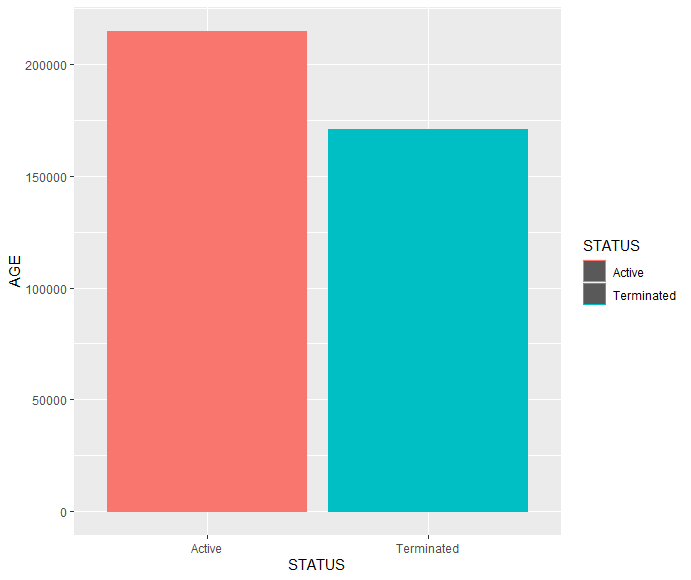 200000
150000
100000
50000
0
AGE
Active
Terminated
STATUS
STATUS
Active
Terminated